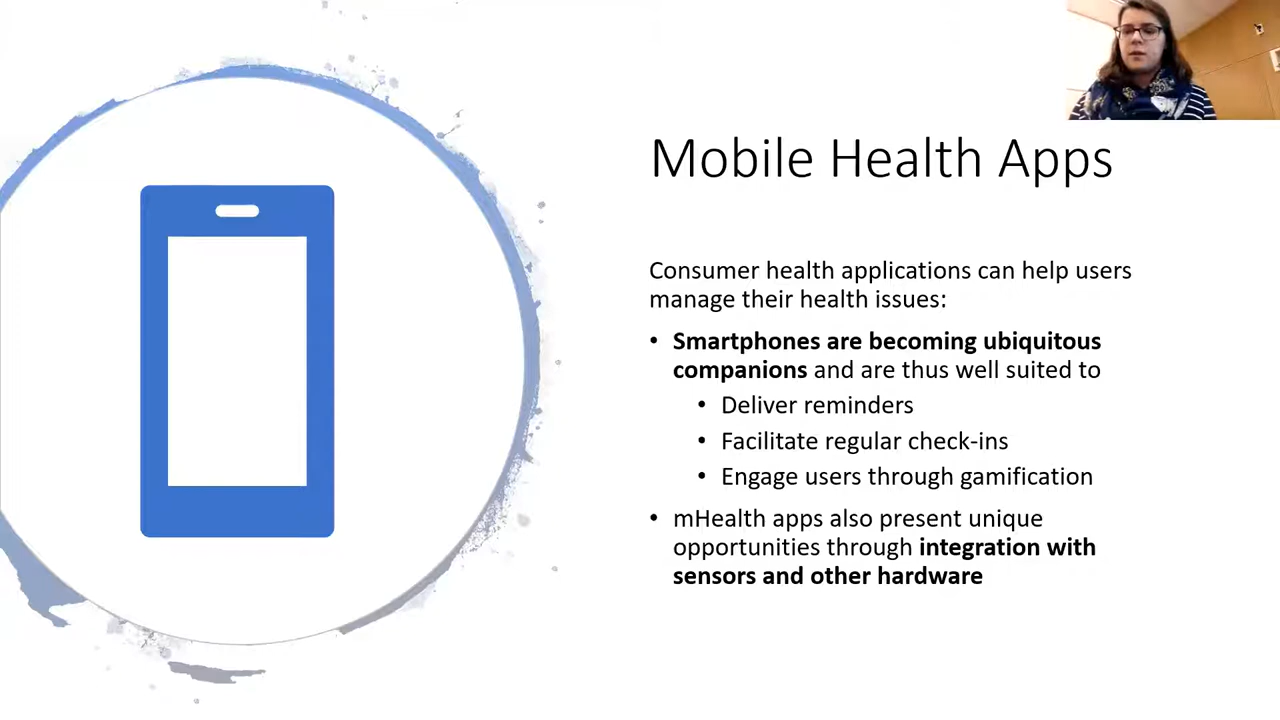 Mobile Health Apps
Consumer health applications can help users
manage their health issues:
• Smartphones are becoming ubiquitous
companions and are thus well suited to
• Deliver reminders
• Facilitate regular check-ins
• Engage users through gamification
• mHealth apps also present unique
opportunities through integration with
sensors and other hardware